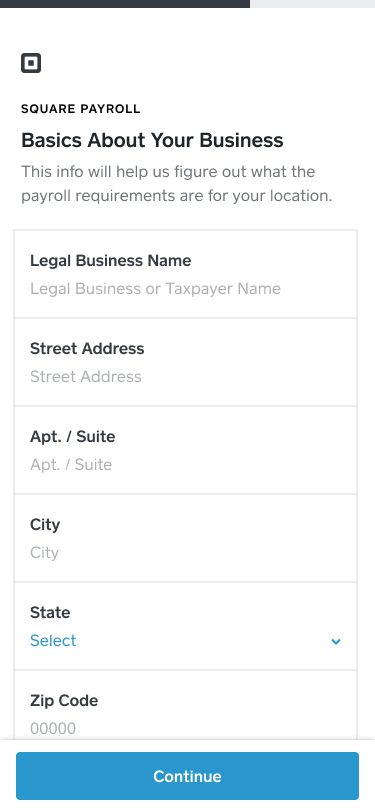 SQUARE PAYROLL
Basics About Your Business
This info will help us figure out what the
payroll requirements are for your location.
Legal Business Name
Legal Business or Taxpayer Name
Street Address
Street Address
Apt. / Suite
Apt. / Suite
City
City
State
Select
Zip Code
00000
Continue